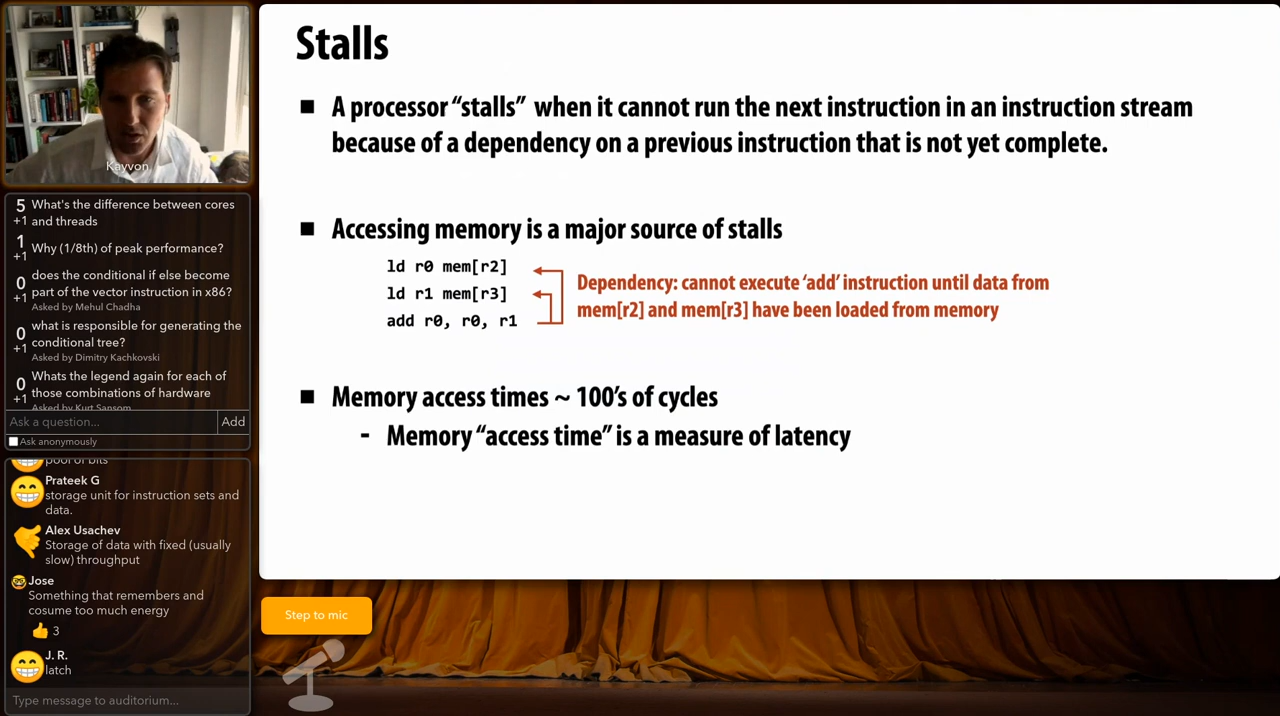 Kayvon
5 What's the difference between cores
+1 and threads
1 Why (1/8th) of peak performance?
+1
0 does the conditional if else become
+1 part of the vector instruction in x86?
Asked by Mehul Chadha
0 what is responsible for generating the
+1 conditional tree?
Asked by Dimitry Kachkovski
0 Whats the legend again for each of
+1 those combinations of hardware
Asked by Kurt Sansom
Ask a question...
Add
Ask anonymously
pool of bits
Prateek G
storage unit for instruction sets and
data.
Alex Usachev
Storage of data with fixed (usually
slow) throughput
Jose
Something that remembers and
cosume too much energy
3
J. R.
latch
Type message to auditorium...
Stalls
■ A processor “stalls” when it cannot run the next instruction in an instruction stream
because of a dependency on a previous instruction that is not yet complete.
■ Accessing memory is a major source of stalls
ld r0 mem[r2]
ld r1 mem[r3]
add r0, r0, r1
Dependency: cannot execute ‘add’ instruction until data from
mem[r2] and mem[r3] have been loaded from memory
■ Memory access times ~ 100’s of cycles
- Memory “access time” is a measure of latency
Step to mic